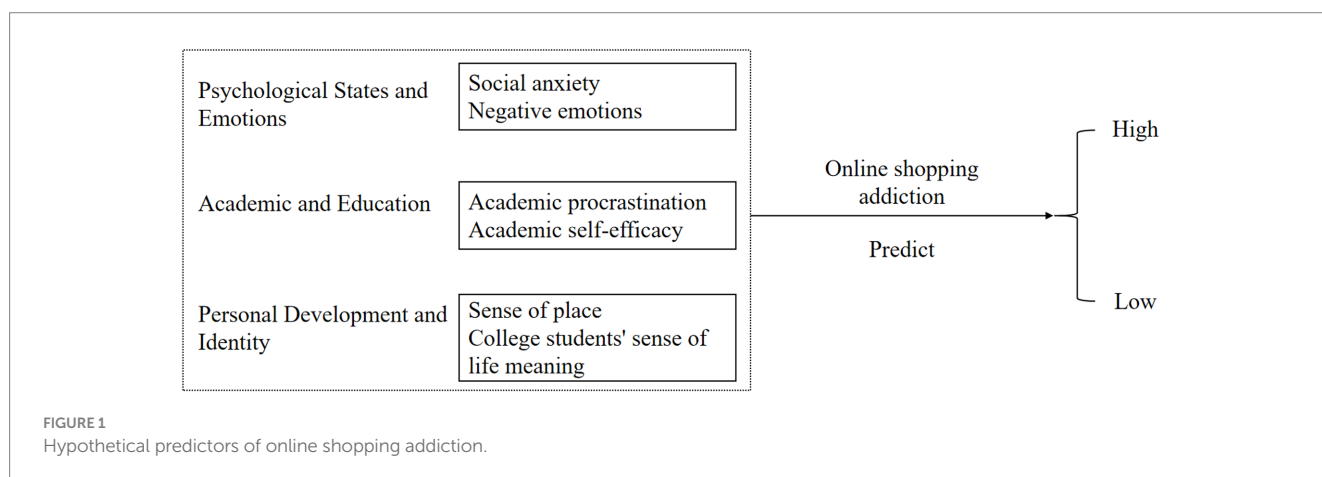 Psychological States and
Emotions
Social anxiety
Negative emotions
Academic and Education
Academic procrastination
Academic self-efficacy
Personal Development and
Identity
Sense of place
College students' sense of
life meaning
Online shopping
addiction
Predict
High
Low
FIGURE 1
Hypothetical predictors of online shopping addiction.